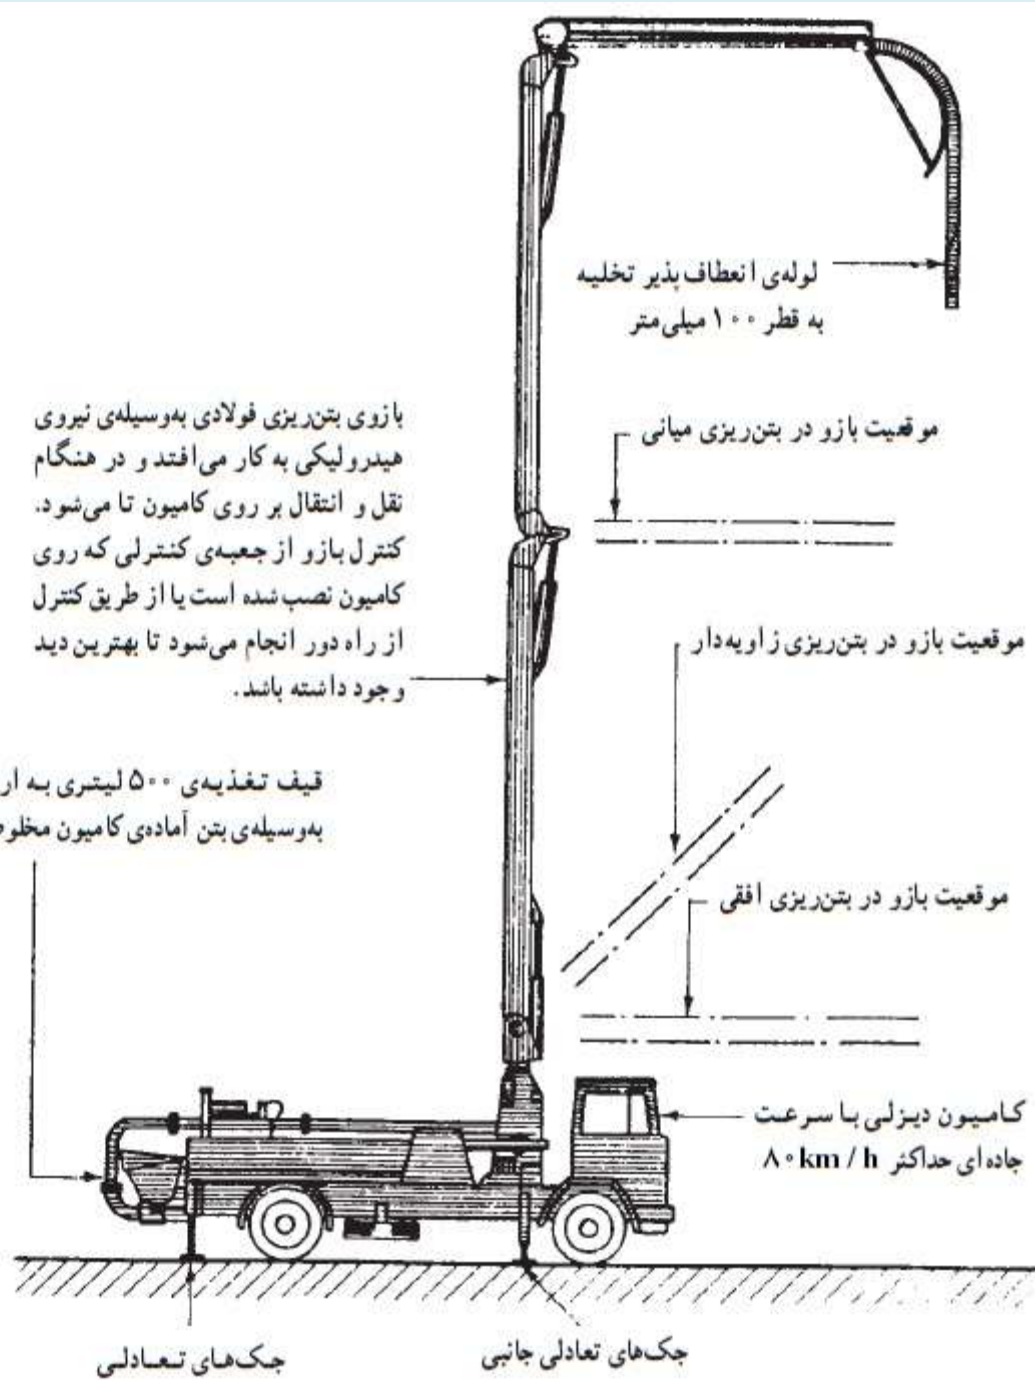 لوله‌ی انعطاف‌پذیر تخلیه
به قطر ۱۰۰ میلی‌متر
موقعیت بازو در بتن‌ریزی میانی
بازوی بتن‌ریزی فولادی به‌وسیله‌ی نیروی
هیدرولیکی به کار می‌افتد و در هنگام
نقل و انتقال بر روی کامیون تا می‌شود.
کنترل بازو از جعبه‌ی کنترلی که روی
کامیون نصب شده است یا از طریق کنترل
از راه دور انجام می‌شود تا بهترین دید
وجود داشته باشد.
موقعیت بازو در بتن‌ریزی زاویه‌دار
قیف تغذیه‌ی ۵۰۰ لیتری به
به‌وسیله‌ی بتن آماده‌ی کامیون
موقعیت بازو در بتن‌ریزی افقی
کامیون دیزلی با سرعت
جاده‌ای حداکثر ۸۰ km / h
جک‌های تعادلی جانبی
جک‌های تعادلی